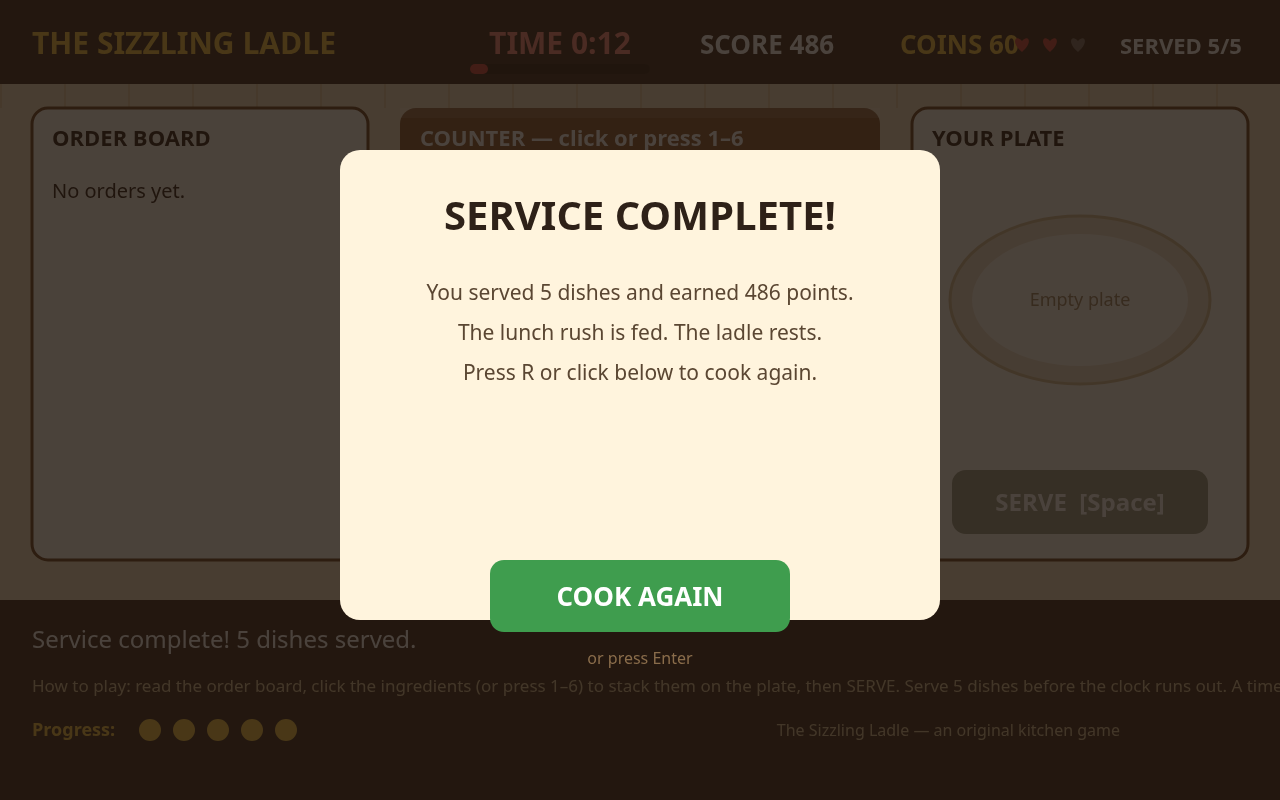 THE SIZZLING LADLE
TIME 0:12
SCORE 486
COINS 60
SERVED 5/5
ORDER BOARD
No orders yet.
COUNTER — click or press 1–6
YOUR PLATE
Empty plate
SERVE [Space]
SERVICE COMPLETE!
You served 5 dishes and earned 486 points.
The lunch rush is fed. The ladle rests.
Press R or click below to cook again.
COOK AGAIN
or press Enter
Service complete! 5 dishes served.
How to play: read the order board, click the ingredients (or press 1–6) to stack them on the plate, then SERVE. Serve 5 dishes before the clock runs out. A time
Progress:
The Sizzling Ladle — an original kitchen game